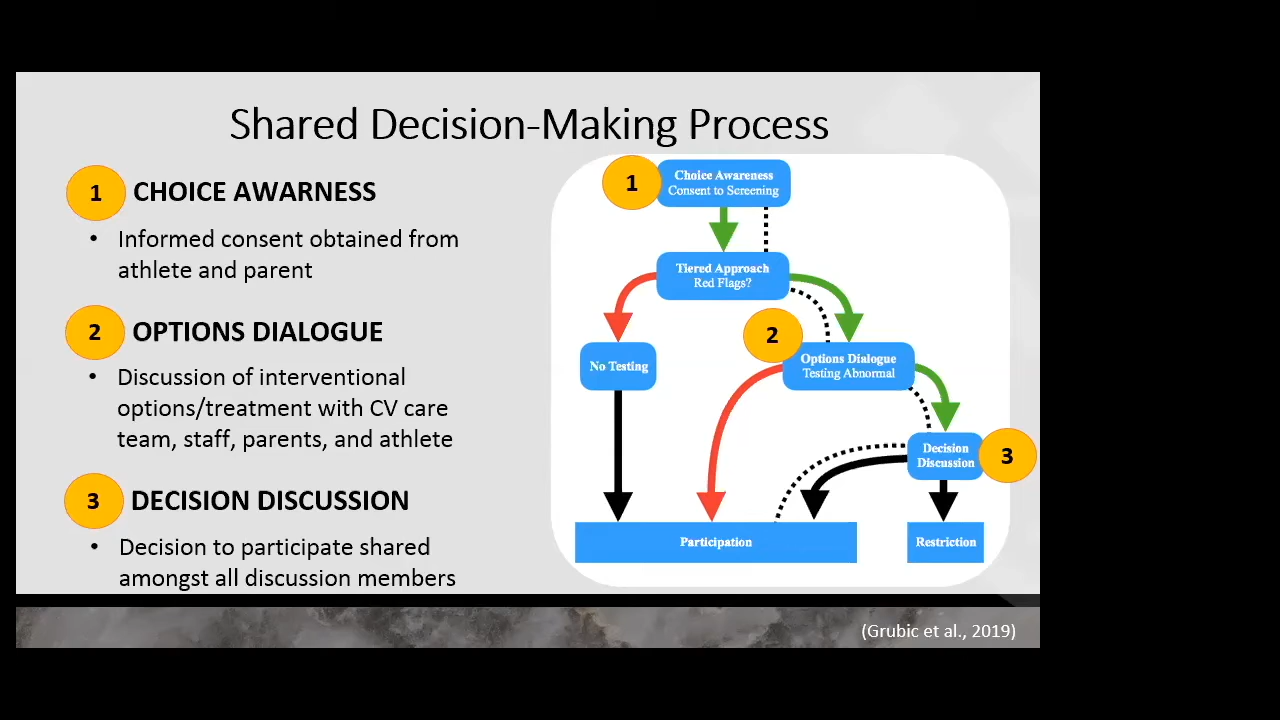 Shared Decision-Making Process
1 CHOICE AWARNESS
• Informed consent obtained from
athlete and parent
2 OPTIONS DIALOGUE
• Discussion of interventional
options/treatment with CV care
team, staff, parents, and athlete
3 DECISION DISCUSSION
• Decision to participate shared
amongst all discussion members
1
Choice Awareness
Consent to Screening
Tiered Approach
Red Flags?
No Testing
2
Options Dialogue
Testing Abnormal
Decision
Discussion
3
Participation
Restriction
(Grubic et al., 2019)